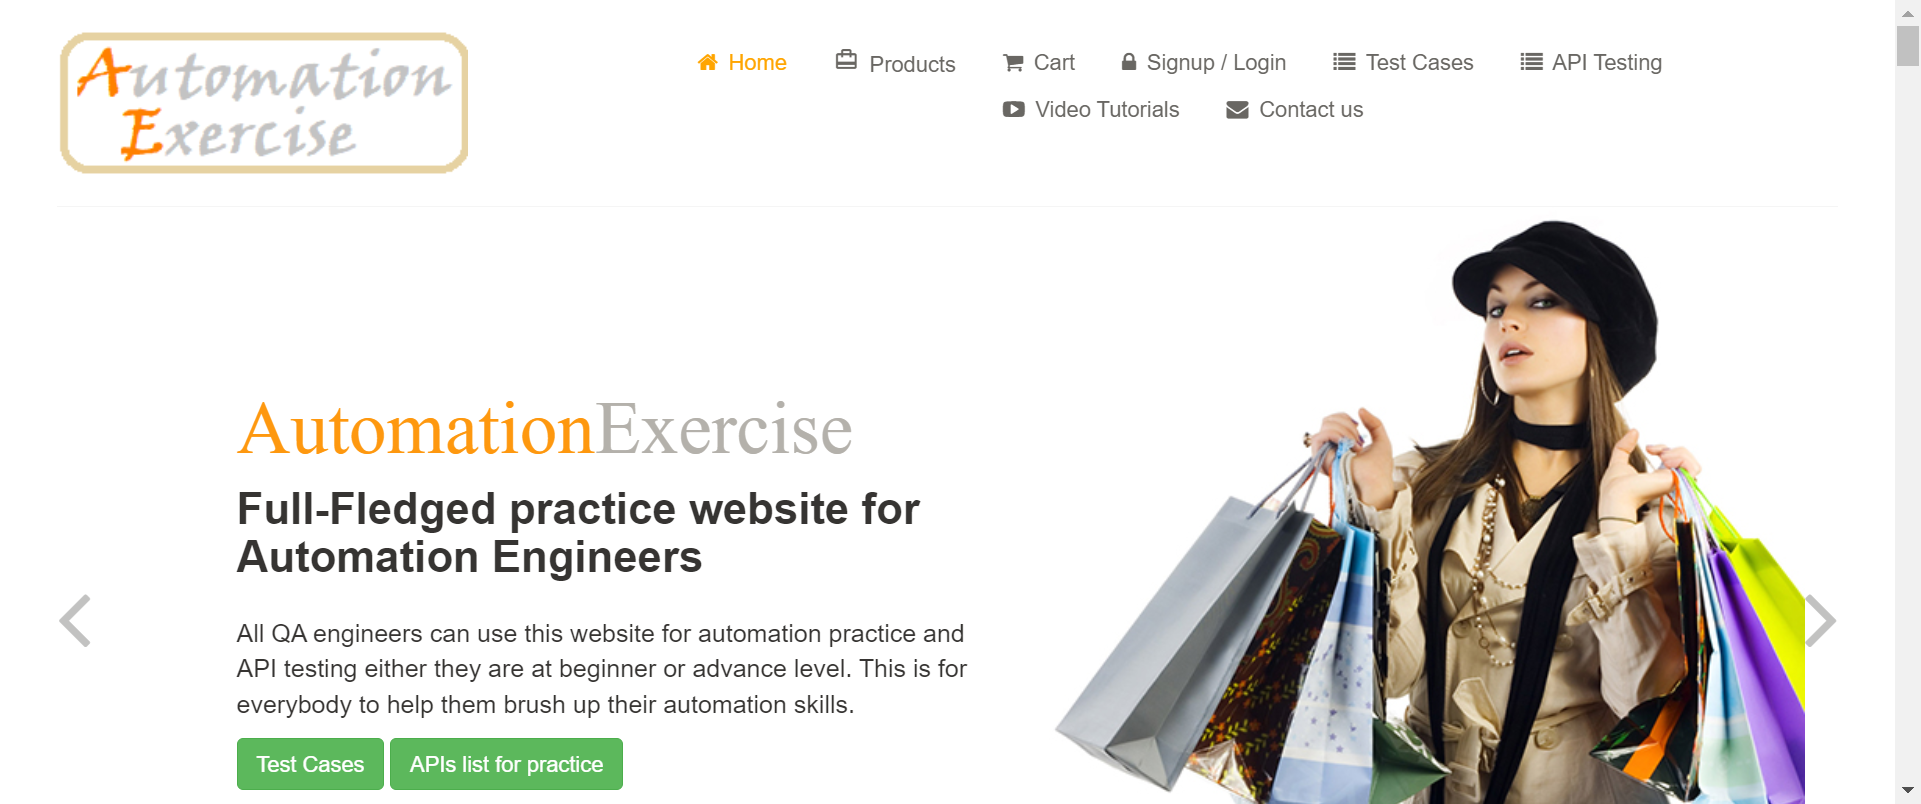 Automation
Exercise
Home Products Cart Signup / Login Test Cases API Testing
Video Tutorials Contact us
AutomationExercise
Full-Fledged practice website for
Automation Engineers
All QA engineers can use this website for automation practice and
API testing either they are at beginner or advance level. This is for
everybody to help them brush up their automation skills.
Test Cases APIs list for practice